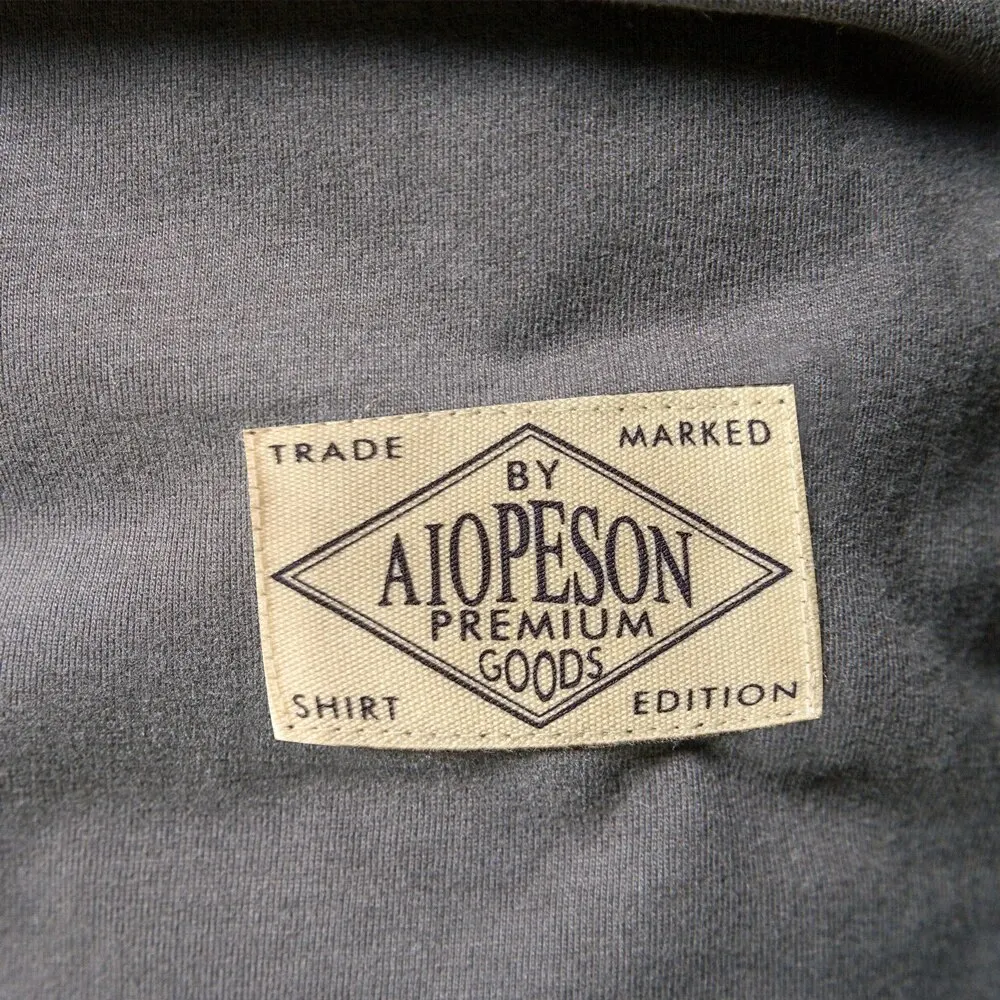 TRADE MARKED
BY
AIOPESON
PREMIUM
GOODS
SHIRT EDITION